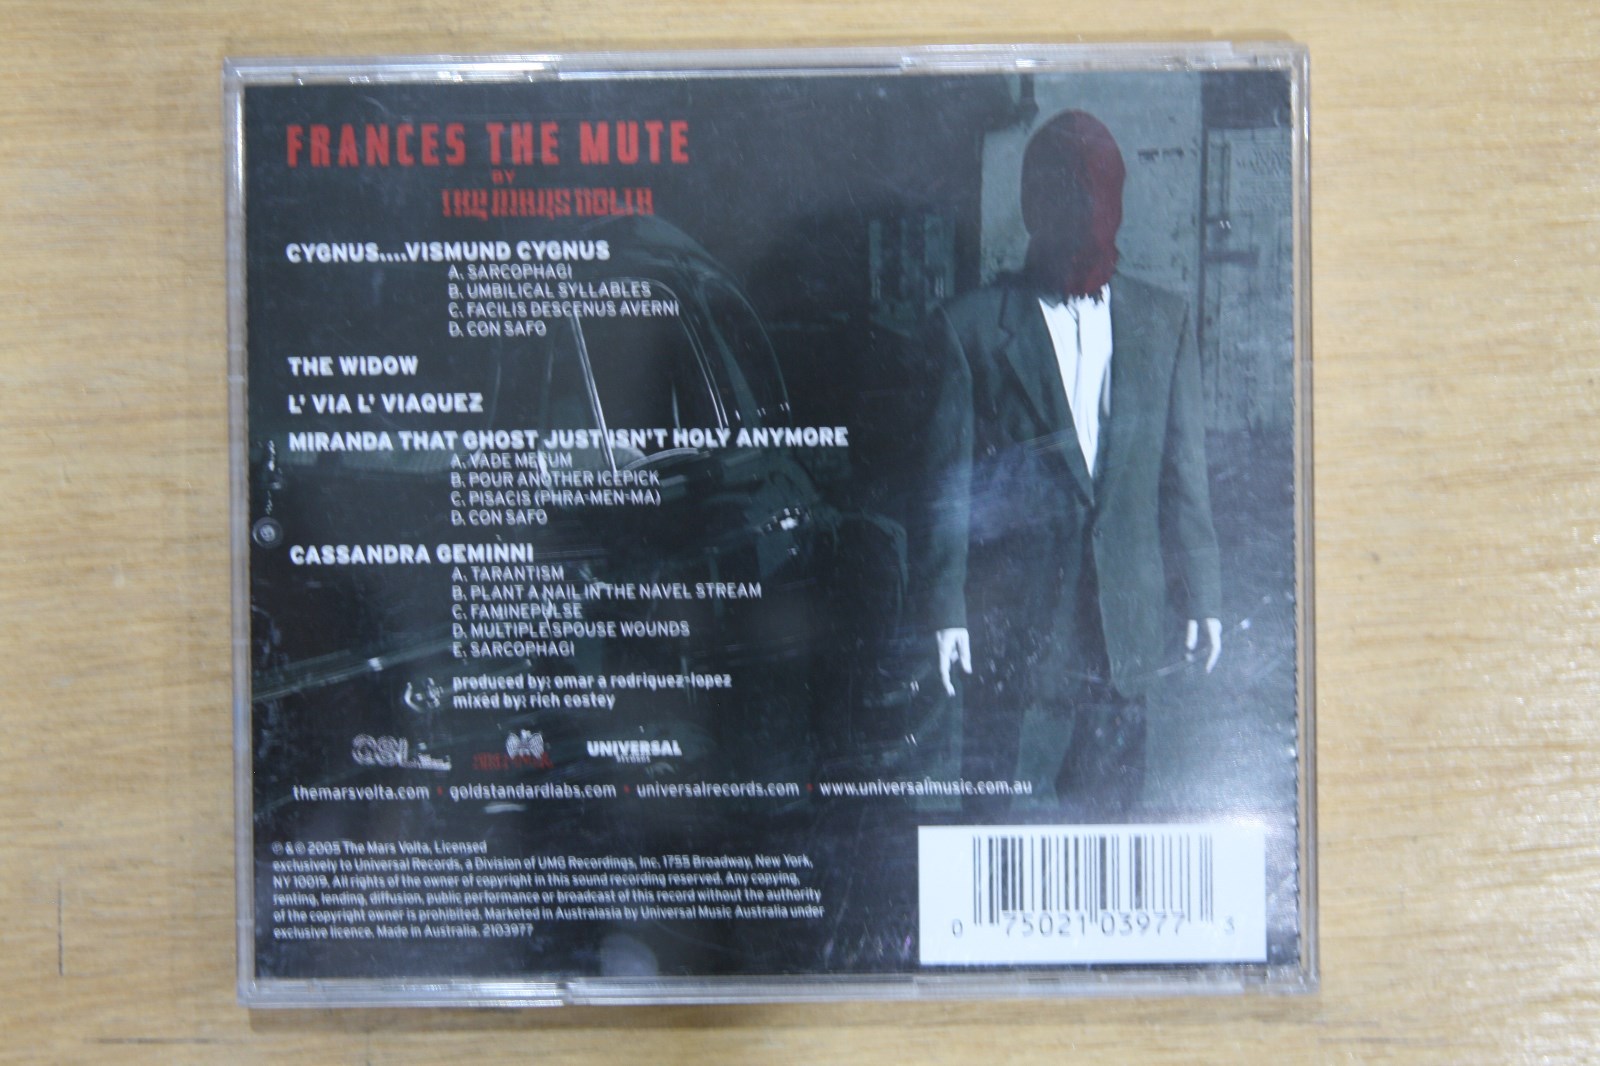 FRANCES THE MUTE
BY
THE MARS VOLTA
CYGNUS....VISMUND CYGNUS
A. SARCOPHAGI
B. UMBILICAL SYLLABLES
C. FACILIS DESCENUS AVERNI
D. CON SAFO
THE WIDOW
L' VIA L' VIAQUEZ
MIRANDA THAT GHOST JUST ISN'T HOLY ANYMORE
A. VADE MECUM
B. POUR ANOTHER ICEPICK
C. PISACIS (PHRA-MEN-MA)
D. CON SAFO
CASSANDRA GEMINNI
A. TARANTISM
B. PLANT A NAIL IN THE NAVEL STREAM
C. FAMINEPULSE
D. MULTIPLE SPOUSE WOUNDS
E. SARCOPHAGI
produced by: omar a rodriguez-lopez
mixed by: rich costey
GSL UNIVERSAL
themarsvolta.com • goldstandardlabs.com • universalrecords.com • www.universalmusic.com.au
℗ & © 2005 The Mars Volta, Licensed
exclusively to Universal Records, a Division of UMG Recordings, Inc. 1755 Broadway, New York,
NY 10019. All rights of the owner of copyright in this sound recording reserved. Any copying,
renting, lending, diffusion, public performance or broadcast of this record without the authority
of the copyright owner is prohibited. Marketed in Australasia by Universal Music Australia under
exclusive licence. Made in Australia. 2103977
0 75021 03977 3